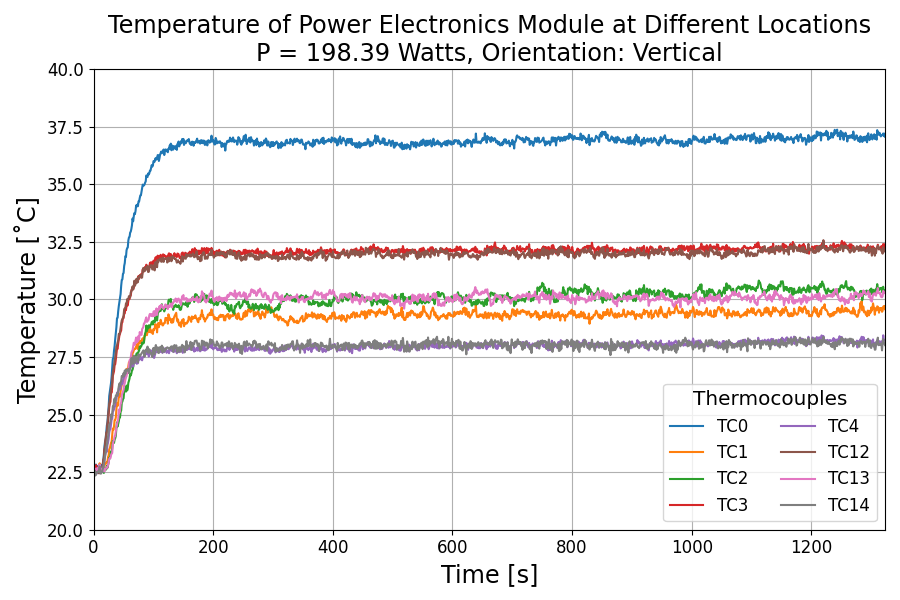 Temperature of Power Electronics Module at Different Locations
P = 198.39 Watts, Orientation: Vertical
40.0
37.5
35.0
32.5
30.0
27.5
25.0
22.5
20.0
Temperature [˚C]
Thermocouples
TC0 TC4
TC1 TC12
TC2 TC13
TC3 TC14
0 200 400 600 800 1000 1200
Time [s]